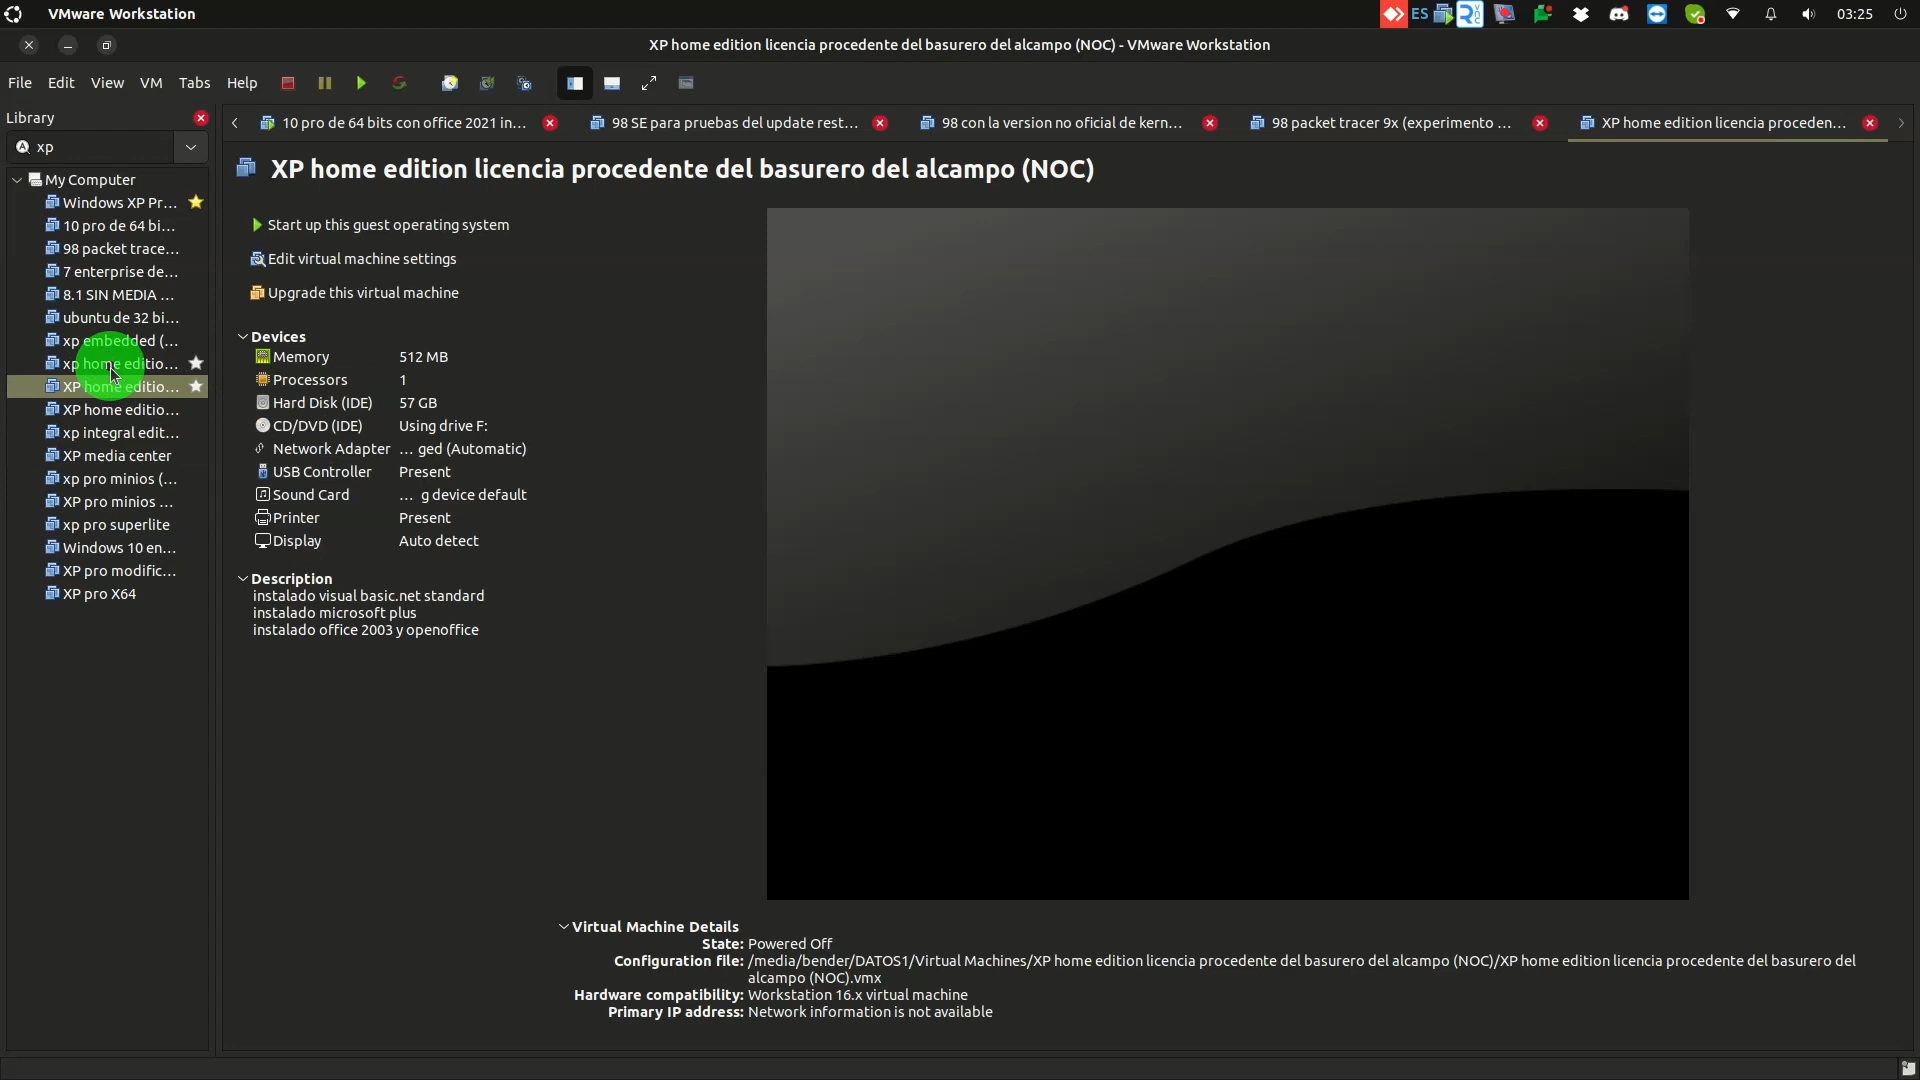 VMware Workstation
ES
03:25
XP home edition licencia procedente del basurero del alcampo (NOC) - VMware Workstation
File Edit View VM Tabs Help
Library
xp
10 pro de 64 bits con office 2021 in...
98 SE para pruebas del update rest...
98 con la version no oficial de kern...
98 packet tracer 9x (experimento ...
XP home edition licencia proceden...
My Computer
Windows XP Pr...
10 pro de 64 bi...
98 packet trace...
7 enterprise de...
8.1 SIN MEDIA ...
ubuntu de 32 bi...
xp embedded (...
xp home editio...
XP home editio...
XP home editio...
xp integral edit...
XP media center
xp pro minios (...
XP pro minios ...
xp pro superlite
Windows 10 en...
XP pro modific...
XP pro X64
XP home edition licencia procedente del basurero del alcampo (NOC)
Start up this guest operating system
Edit virtual machine settings
Upgrade this virtual machine
Devices
Memory 512 MB
Processors 1
Hard Disk (IDE) 57 GB
CD/DVD (IDE) Using drive F:
Network Adapter ... ged (Automatic)
USB Controller Present
Sound Card ... g device default
Printer Present
Display Auto detect
Description
instalado visual basic.net standard
instalado microsoft plus
instalado office 2003 y openoffice
Virtual Machine Details
State: Powered Off
Configuration file: /media/bender/DATOS1/Virtual Machines/XP home edition licencia procedente del basurero del alcampo (NOC)/XP home edition licencia procedente del basurero del
alcampo (NOC).vmx
Hardware compatibility: Workstation 16.x virtual machine
Primary IP address: Network information is not available